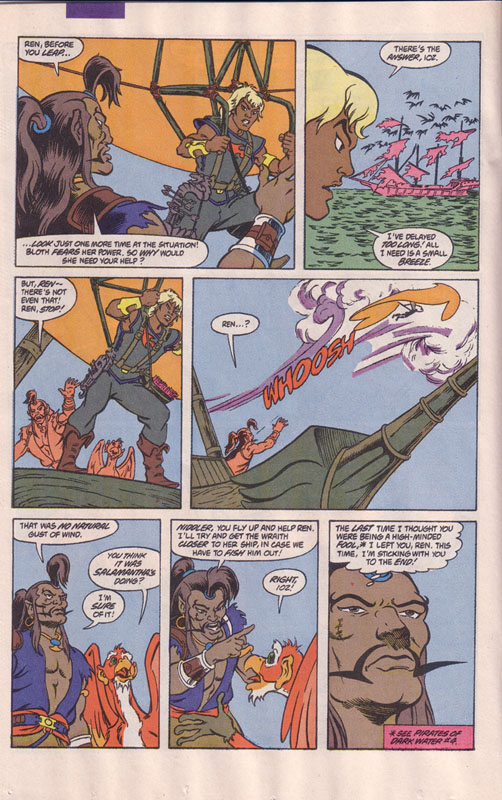 REN, BEFORE
YOU LEAP...
...LOOK JUST ONE MORE TIME AT THE SITUATION!
BLOTH FEARS HER POWER, SO WHY WOULD
SHE NEED YOUR HELP?
THERE'S THE
ANSWER, IOZ.
I'VE DELAYED
TOO LONG! ALL
I NEED IS A SMALL
BREEZE.
BUT, REN--
THERE'S NOT
EVEN THAT!
REN, STOP!
REN...?
WHOOSH
THAT WAS NO NATURAL
GUST OF WIND.
YOU THINK
IT WAS
SALAMANTHA'S
DOING?
I'M
SURE
OF IT!
NIDDLER, YOU FLY UP AND HELP REN.
I'LL TRY AND GET THE WRAITH
CLOSER TO HER SHIP, IN CASE WE
HAVE TO FISH HIM OUT!
RIGHT,
IOZ!
THE LAST TIME I THOUGHT YOU
WERE BEING A HIGH-MINDED
FOOL,* I LEFT YOU, REN. THIS
TIME, I'M STICKING WITH YOU
TO THE END!
* SEE PIRATES OF
DARK WATER #4.